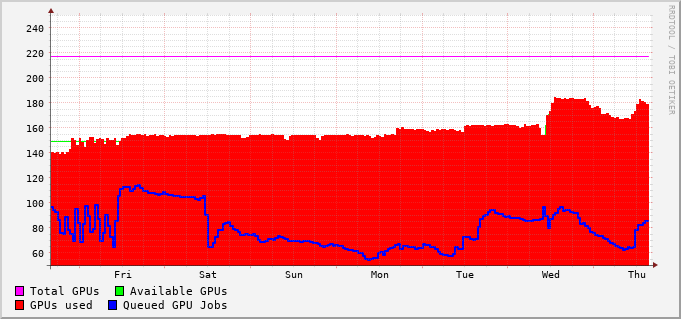 RRDTOOL / TOBI OETIKER
240
220
200
180
160
140
120
100
80
60
Fri Sat Sun Mon Tue Wed Thu
Total GPUs Available GPUs
GPUs used Queued GPU Jobs